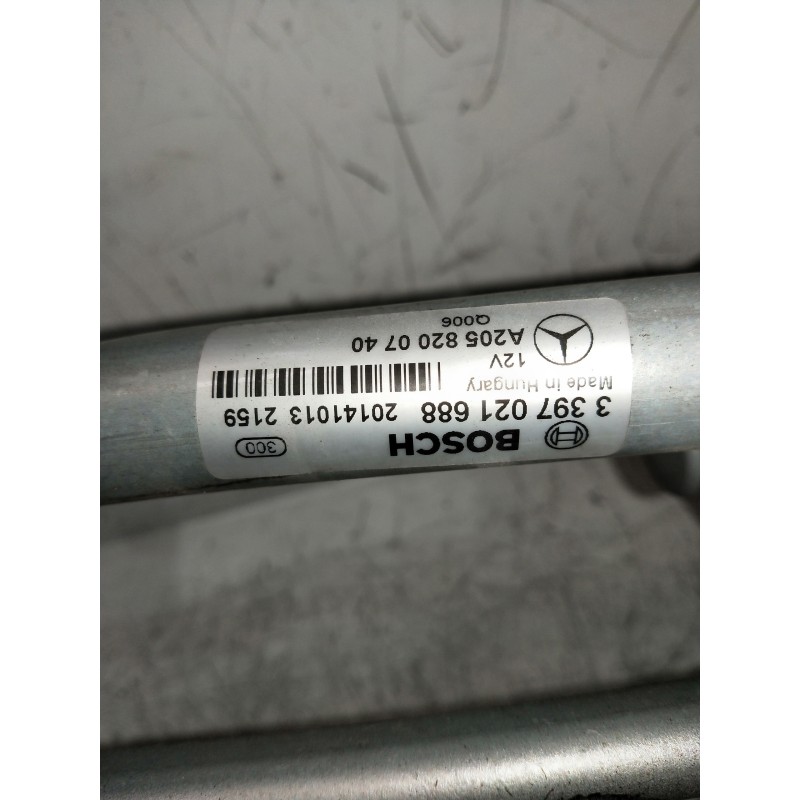 BOSCH 300
3 397 021 688 20141013 2159
Made in Hungary
12V
A205 820 07 40
Q006